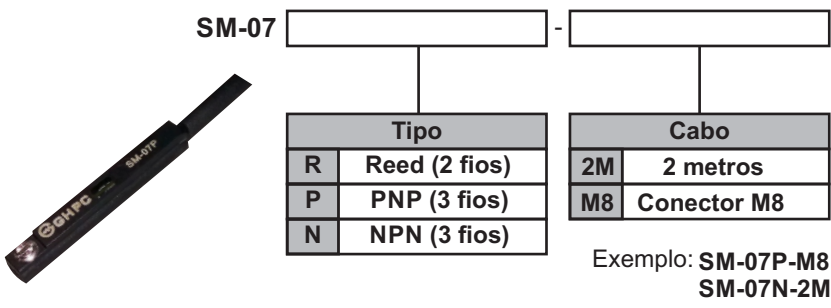 SM-07 -
Tipo
R Reed (2 fios)
P PNP (3 fios)
N NPN (3 fios)
Cabo
2M 2 metros
M8 Conector M8
Exemplo: SM-07P-M8
SM-07N-2M
GHPC SM-07P